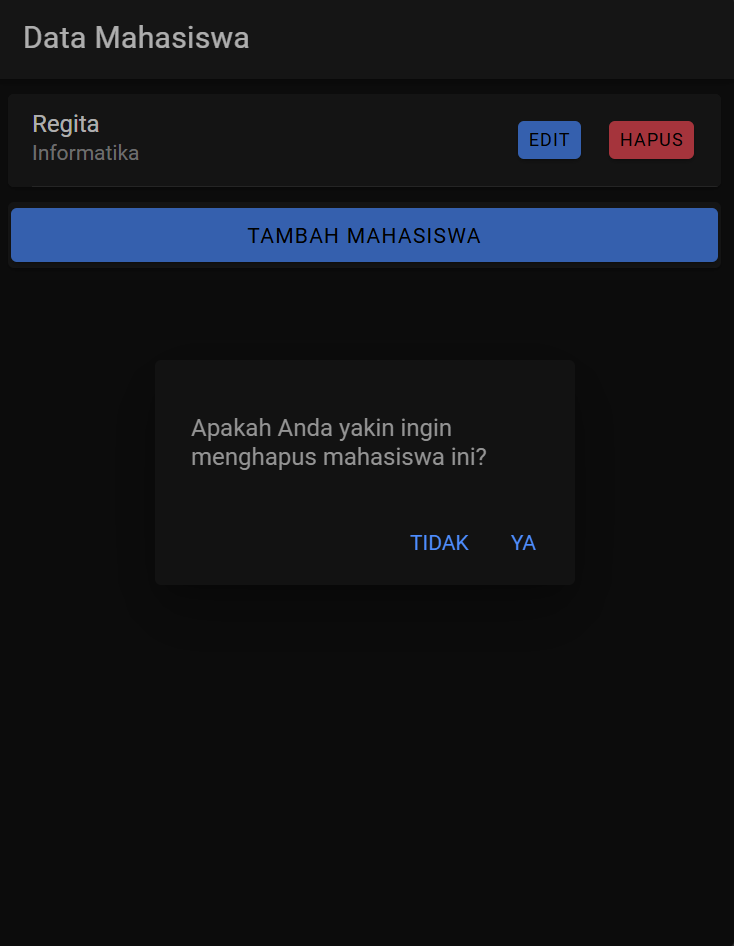 Data Mahasiswa
Regita
Informatika
EDIT
HAPUS
TAMBAH MAHASISWA
Apakah Anda yakin ingin
menghapus mahasiswa ini?
TIDAK
YA